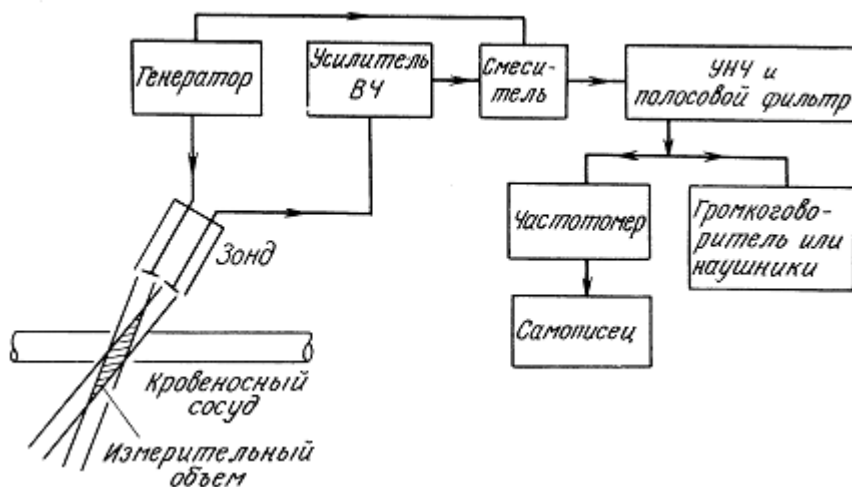 Генератор
Усилитель
ВЧ
Смеси-
тель
УНЧ и
полосовой фильтр
Зонд
Частотомер
Громкогово-
ритель или
наушники
Самописец
Кровеносный
сосуд
Измерительный
объем